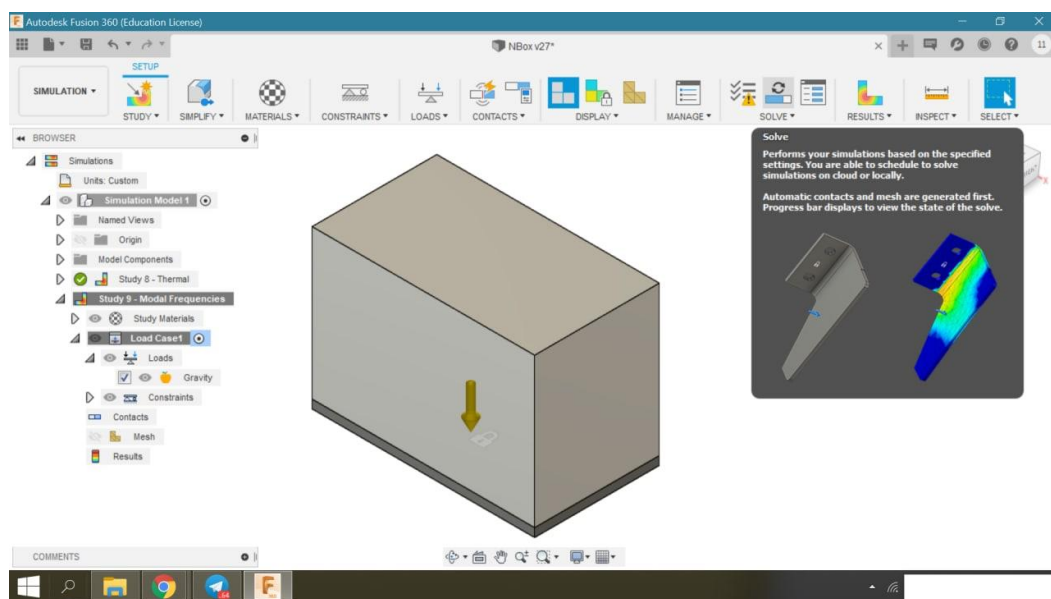 Autodesk Fusion 360 (Education License)
NBox v27*
11
SETUP
SIMULATION
STUDY
SIMPLIFY
MATERIALS
CONSTRAINTS
LOADS
CONTACTS
DISPLAY
MANAGE
SOLVE
RESULTS
INSPECT
SELECT
BROWSER
Simulations
Units: Custom
Simulation Model 1
Named Views
Origin
Model Components
Study 8 - Thermal
Study 9 - Modal Frequencies
Study Materials
Load Case1
Loads
Gravity
Constraints
Contacts
Mesh
Results
Solve
Performs your simulations based on the specified
settings. You are able to schedule to solve
simulations on cloud or locally.
Automatic contacts and mesh are generated first.
Progress bar displays to view the state of the solve.
X
COMMENTS